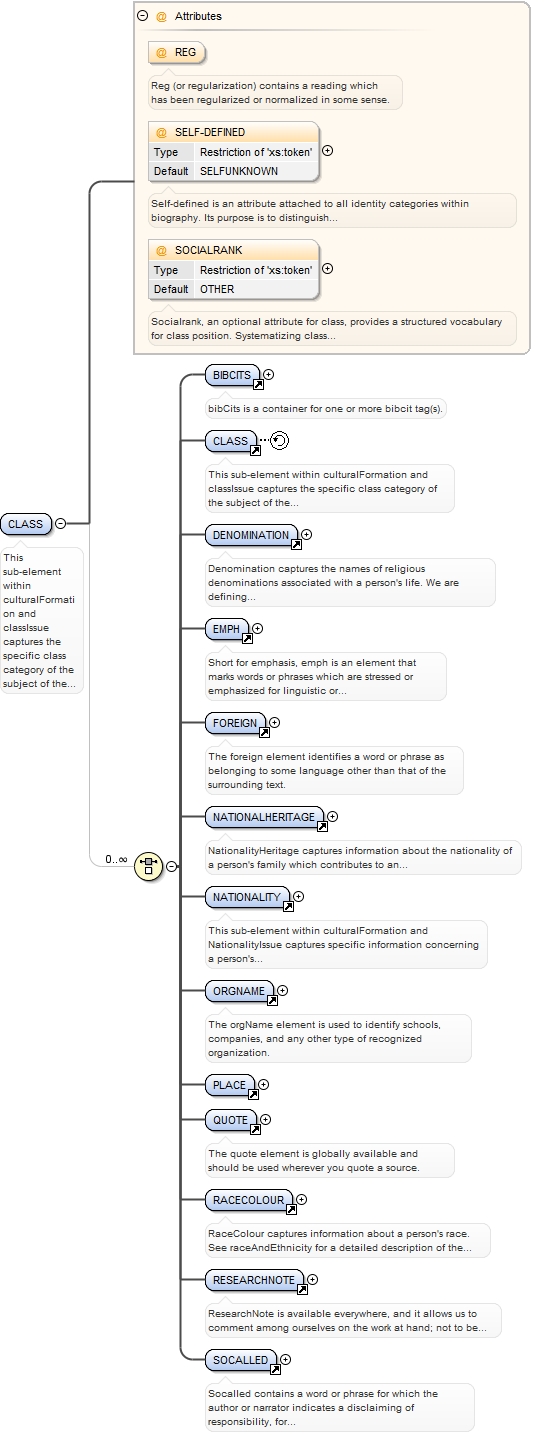 Attributes
REG
Reg (or regularization) contains a reading which
has been regularized or normalized in some sense.
SELF-DEFINED
Type Restriction of 'xs:token'
Default SELFUNKNOWN
Self-defined is an attribute attached to all identity categories within
biography. Its purpose is to distinguish...
SOCIALRANK
Type Restriction of 'xs:token'
Default OTHER
Socialrank, an optional attribute for class, provides a structured vocabulary
for class position. Systematizing class...
CLASS
This
sub-element
within
culturalFormati
on and
classIssue
captures the
specific class
category of the
subject of the...
0..∞
BIBCITS
bibCits is a container for one or more bibcit tag(s).
CLASS
This sub-element within culturalFormation and
classIssue captures the specific class category of
the subject of the...
DENOMINATION
Denomination captures the names of religious
denominations associated with a person's life. We are
defining...
EMPH
Short for emphasis, emph is an element that
marks words or phrases which are stressed or
emphasized for linguistic or...
FOREIGN
The foreign element identifies a word or phrase as
belonging to some language other than that of the
surrounding text.
NATIONALHERITAGE
NationalityHeritage captures information about the nationality of
a person's family which contributes to an...
NATIONALITY
This sub-element within culturalFormation and
NationalityIssue captures specific information concerning
a person's...
ORGNAME
The orgName element is used to identify schools,
companies, and any other type of recognized
organization.
PLACE
QUOTE
The quote element is globally available and
should be used wherever you quote a source.
RACECOLOUR
RaceColour captures information about a person's race.
See raceAndEthnicity for a detailed description of the...
RESEARCHNOTE
ResearchNote is available everywhere, and it allows us to
comment among ourselves on the work at hand; not to be...
SOCALLED
Socalled contains a word or phrase for which the
author or narrator indicates a disclaiming of
responsibility, for...